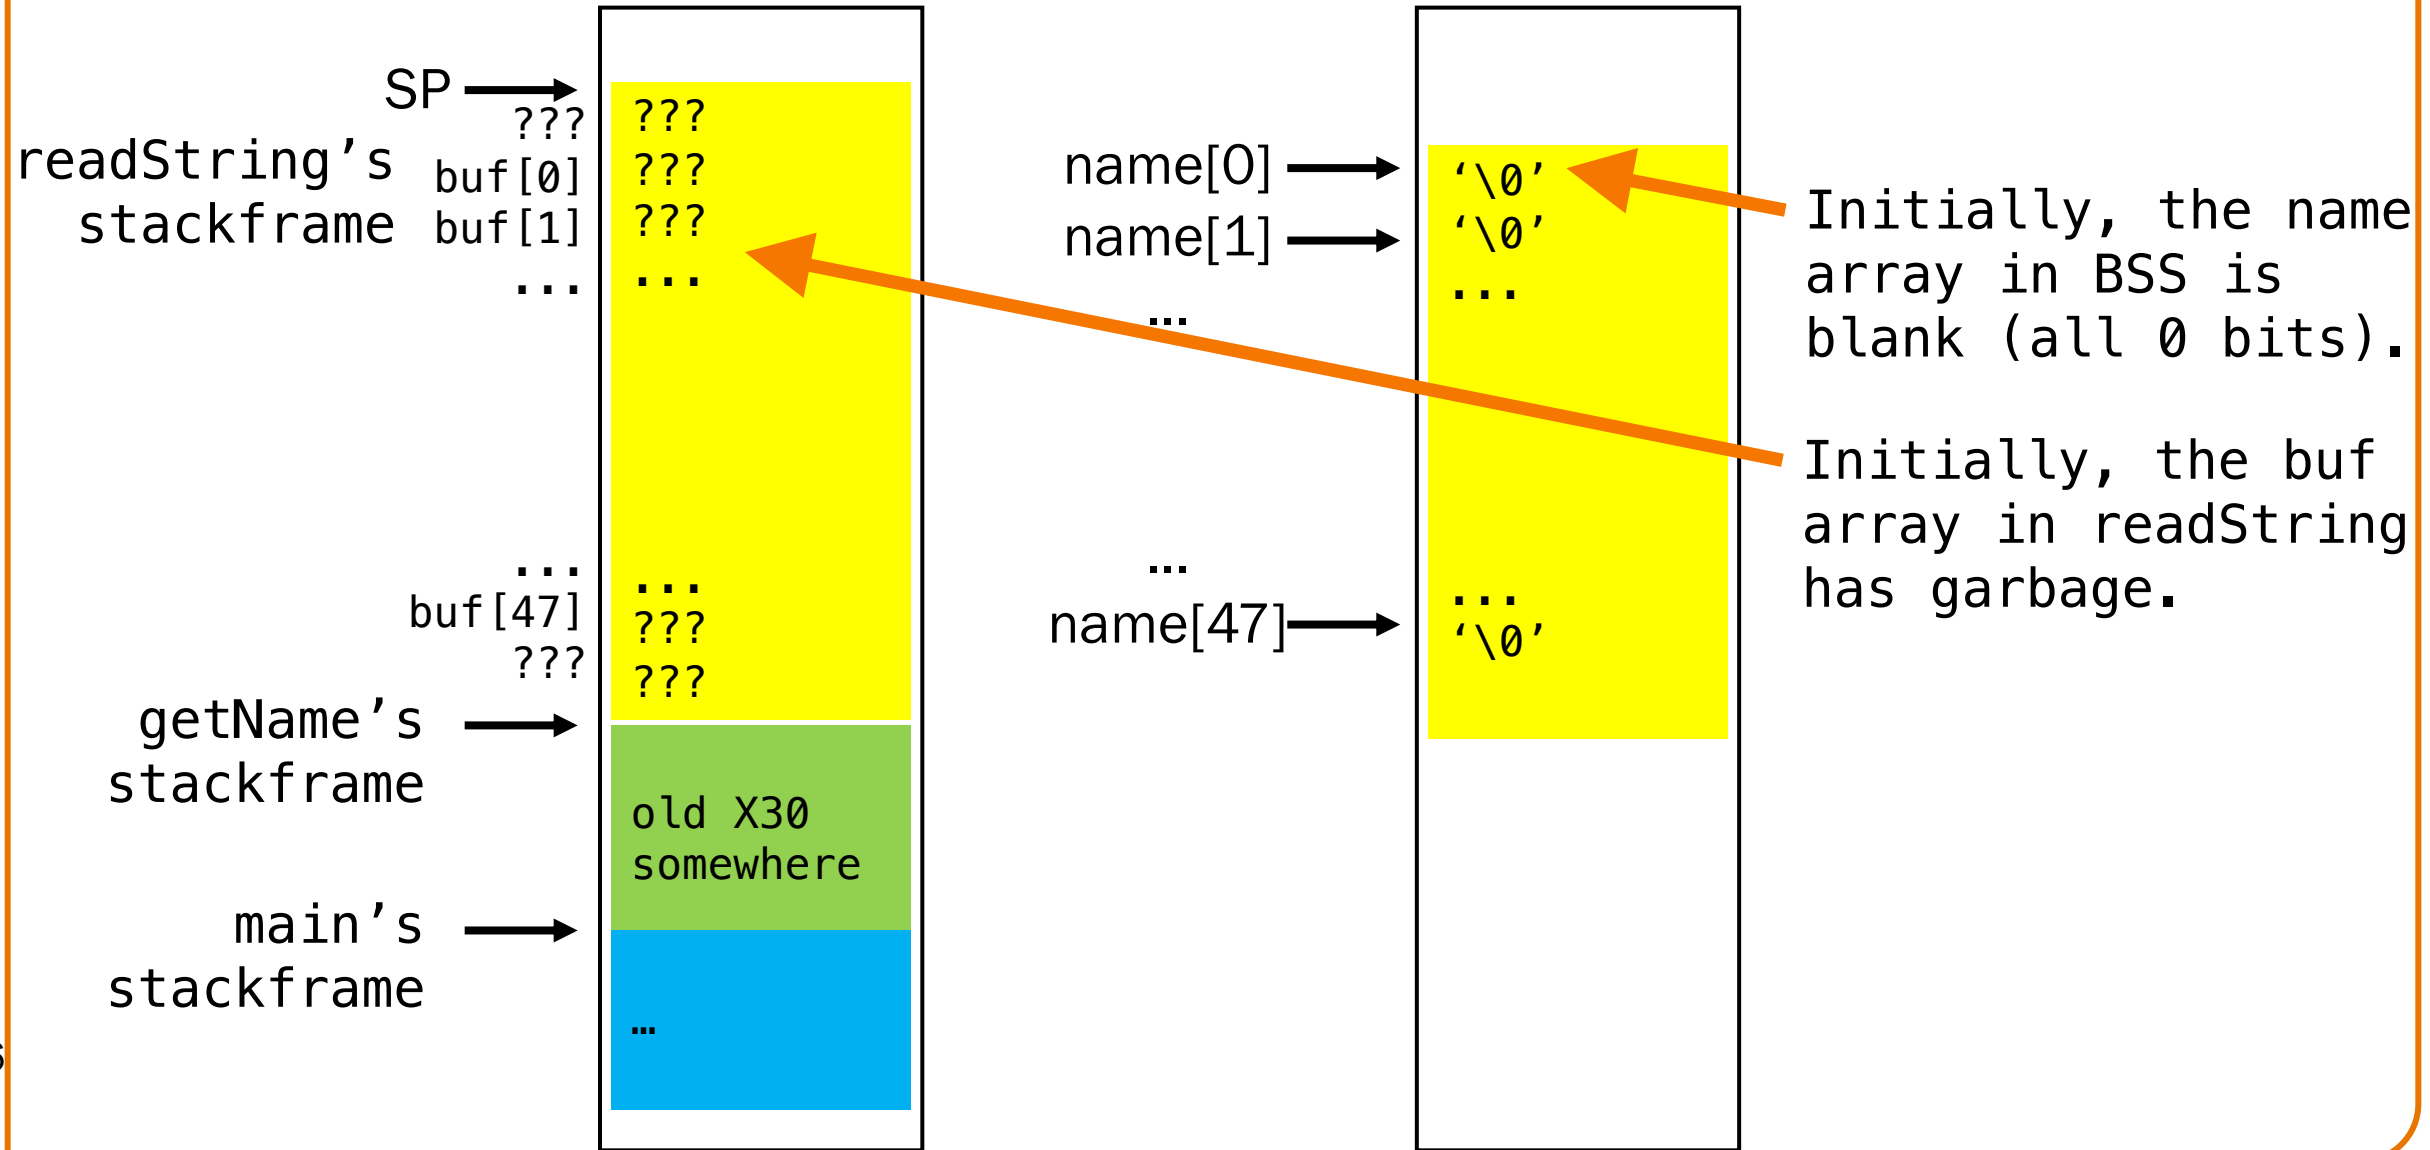 SP
???
readString’s
buf[0]
stackframe
buf[1]
...
...
buf[47]
???
getName’s
stackframe
main’s
stackframe
s
???
???
???
...
...
???
???
old X30
somewhere
…
name[0]
name[1]
...
...
name[47]
‘\0’
‘\0’
...
...
‘\0’
Initially, the name
array in BSS is
blank (all 0 bits).
Initially, the buf
array in readString
has garbage.